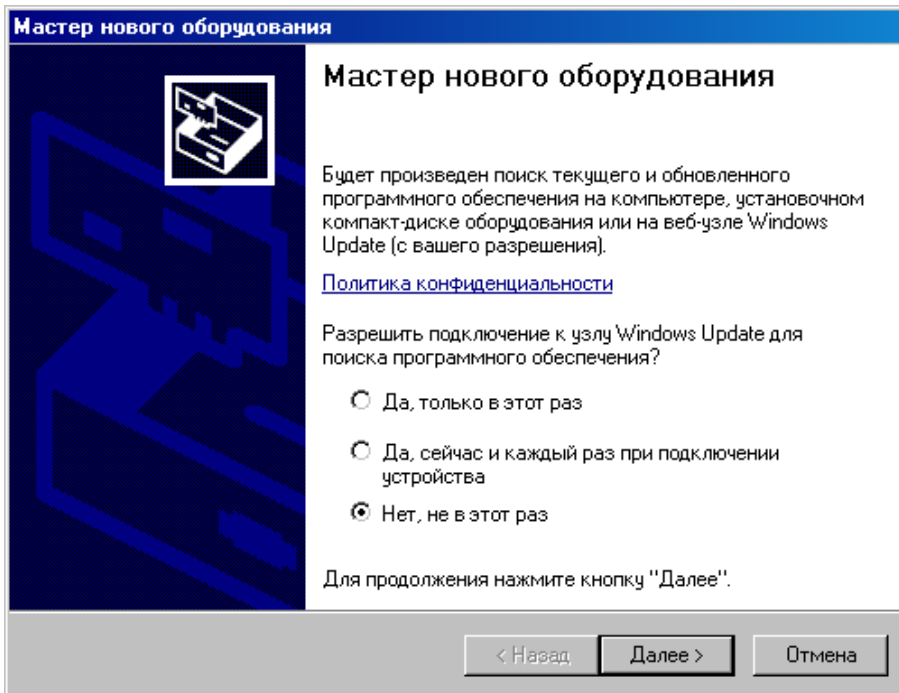 Мастер нового оборудования
Мастер нового оборудования
Будет произведен поиск текущего и обновленного
программного обеспечения на компьютере, установочном
компакт-диске оборудования или на веб-узле Windows
Update (с вашего разрешения).
Политика конфиденциальности
Разрешить подключение к узлу Windows Update для
поиска программного обеспечения?
Да, только в этот раз
Да, сейчас и каждый раз при подключении
устройства
Нет, не в этот раз
Для продолжения нажмите кнопку "Далее".
< Назад Далее > Отмена